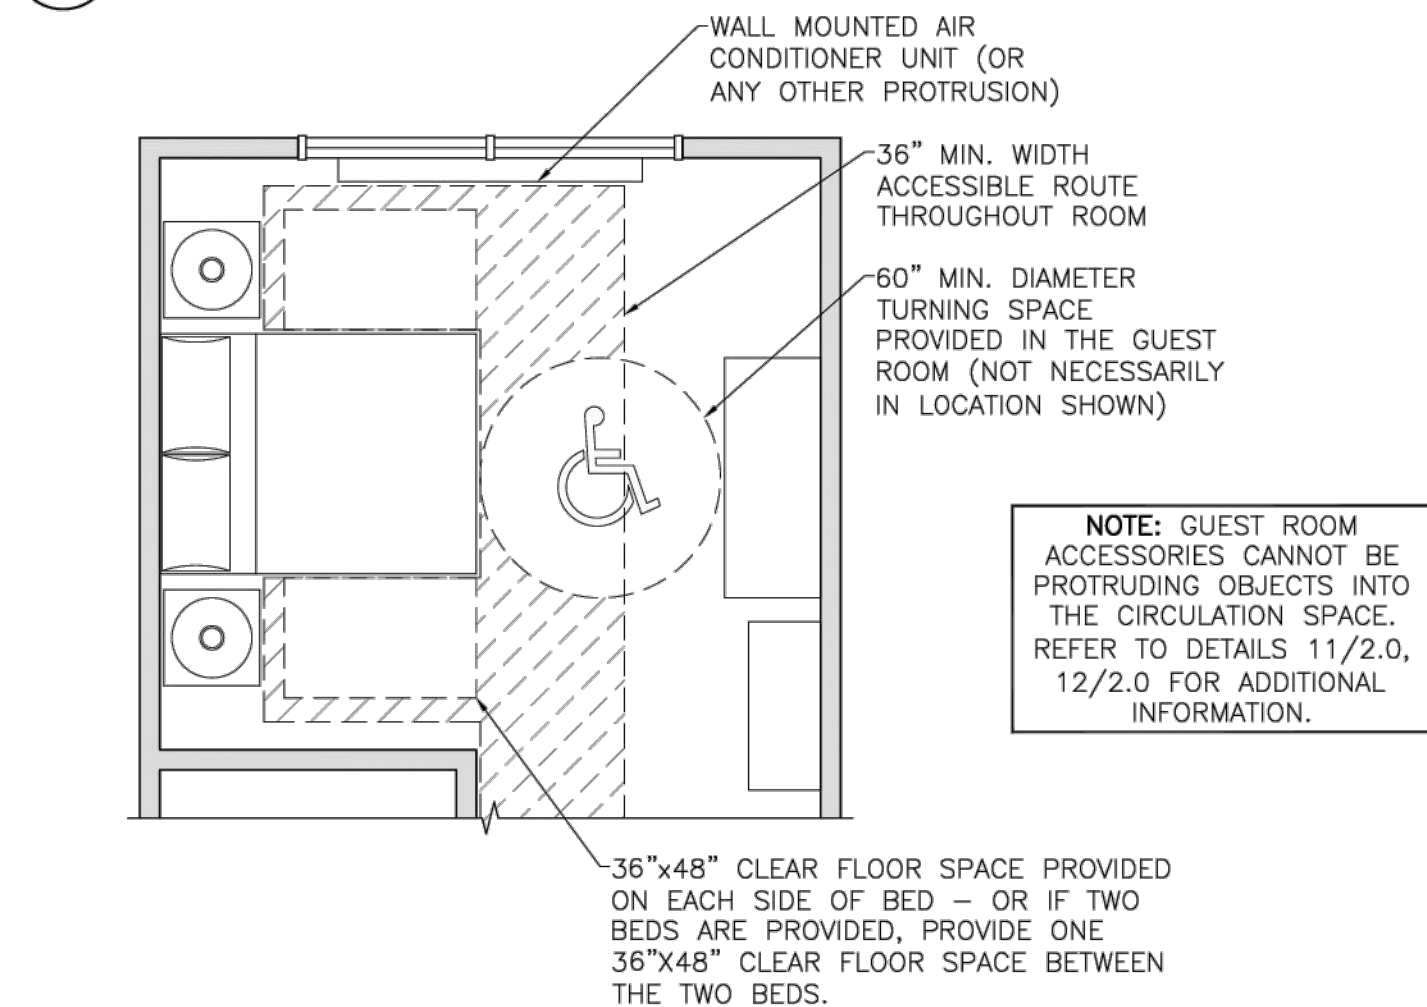 WALL MOUNTED AIR
CONDITIONER UNIT (OR
ANY OTHER PROTRUSION)
36” MIN. WIDTH
ACCESSIBLE ROUTE
THROUGHOUT ROOM
60” MIN. DIAMETER
TURNING SPACE
PROVIDED IN THE GUEST
ROOM (NOT NECESSARILY
IN LOCATION SHOWN)
NOTE: GUEST ROOM
ACCESSORIES CANNOT BE
PROTRUDING OBJECTS INTO
THE CIRCULATION SPACE.
REFER TO DETAILS 11/2.0,
12/2.0 FOR ADDITIONAL
INFORMATION.
36”x48” CLEAR FLOOR SPACE PROVIDED
ON EACH SIDE OF BED – OR IF TWO
BEDS ARE PROVIDED, PROVIDE ONE
36”X48” CLEAR FLOOR SPACE BETWEEN
THE TWO BEDS.